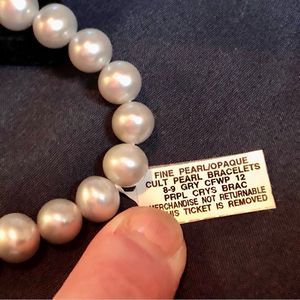 FINE PEARL/OPAQUE
CULT PEARL BRACELETS
8-9 GRY CFWP 12
PRPL CRYS BRAC
MERCHANDISE NOT RETURNABLE
THIS TICKET IS REMOVED